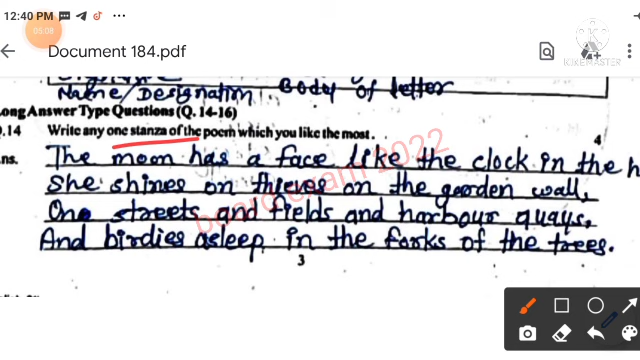 12:40 PM
05:08
Document 184.pdf
KINEMASTER
Name/Designation Body of letter
ong Answer Type Questions (Q. 14-16)
.14 Write any one stanza of the poem which you like the most. 4
ns. The moon has a face like the clock in the h
She shines on thieves on the garden wall,
One streets and fields and harbour quays,
And birdies asleep in the forks of the trees.
board exam 2022
3